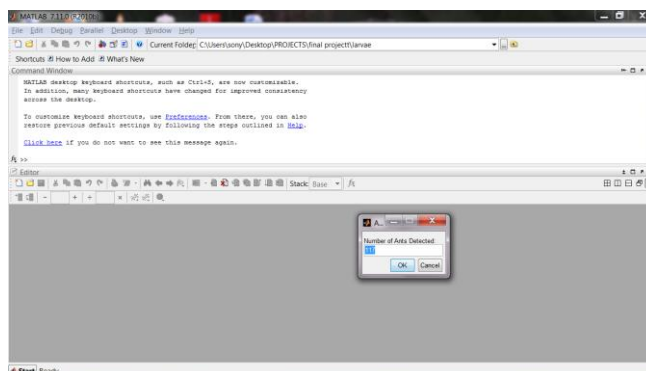 MATLAB 7.11.0 (R2010b)
File Edit Debug Parallel Desktop Window Help
Current Folder: C:\Users\sony\Desktop\PROJECTS\final projectt\larvae
Shortcuts How to Add What's New
Command Window
MATLAB desktop keyboard shortcuts, such as Ctrl+S, are now customizable.
In addition, many keyboard shortcuts have changed for improved consistency
across the desktop.
To customize keyboard shortcuts, use Preferences. From there, you can also
restore previous default settings by following the steps outlined in Help.
Click here if you do not want to see this message again.
fx >>
Editor
Stack: Base fx
A...
Number of Ants Detected:
OK Cancel
Start Ready